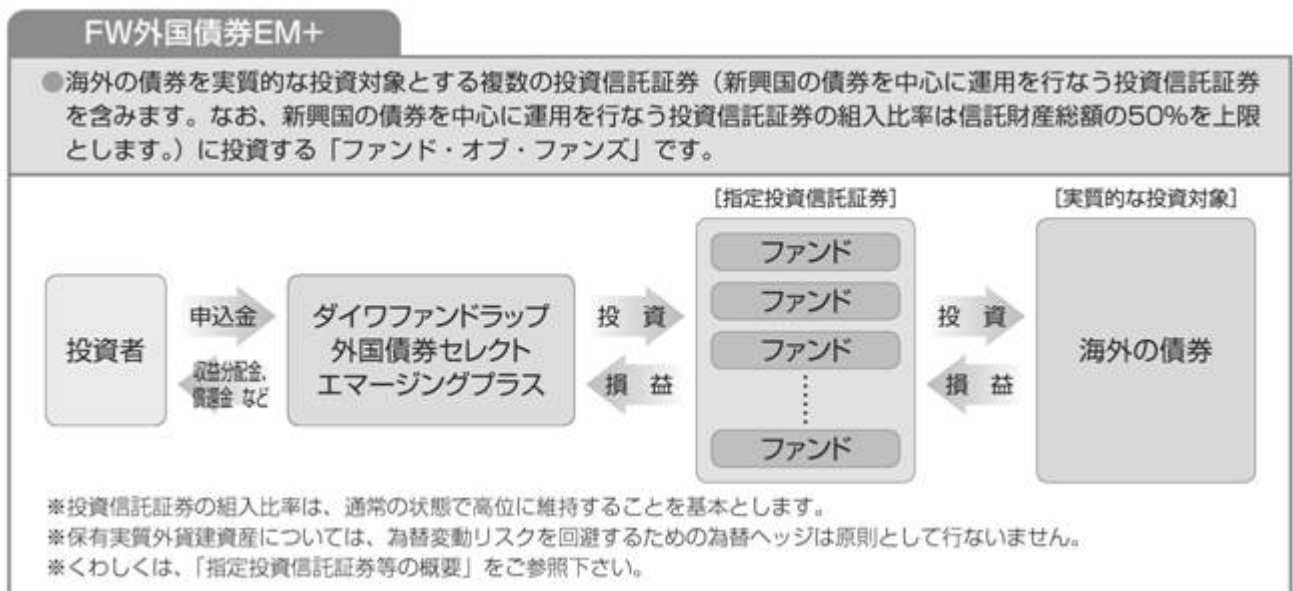 FW外国債券EM+
●海外の債券を実質的な投資対象とする複数の投資信託証券（新興国の債券を中心に運用を行なう投資信託証券
を含みます。なお、新興国の債券を中心に運用を行なう投資信託証券の組入比率は信託財産総額の50%を上限
とします。）に投資する「ファンド・オブ・ファンズ」です。
[指定投資信託証券]
[実質的な投資対象]
投資者
申込金
収益分配金、
償還金 など
ダイワファンドラップ
外国債券セレクト
エマージングプラス
投 資
損 益
ファンド
ファンド
ファンド
ファンド
投 資
損 益
海外の債券
※投資信託証券の組入比率は、通常の状態で高位に維持することを基本とします。
※保有実質外貨建資産については、為替変動リスクを回避するための為替ヘッジは原則として行ないません。
※くわしくは、「指定投資信託証券等の概要」をご参照下さい。